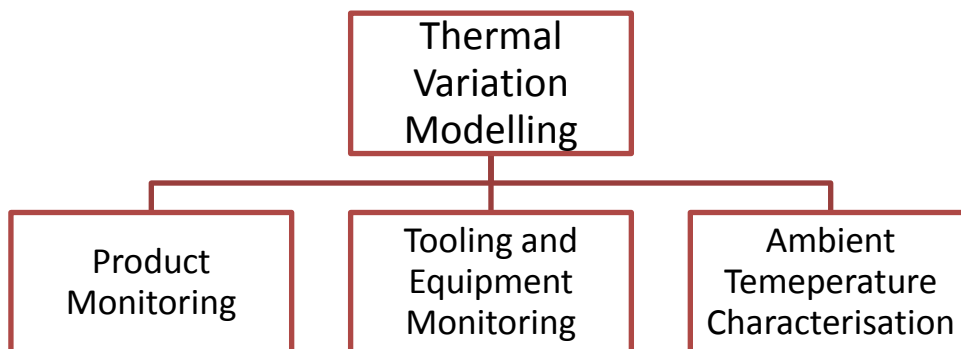 Thermal
Variation
Modelling
Product
Monitoring
Tooling and
Equipment
Monitoring
Ambient
Temeperature
Characterisation